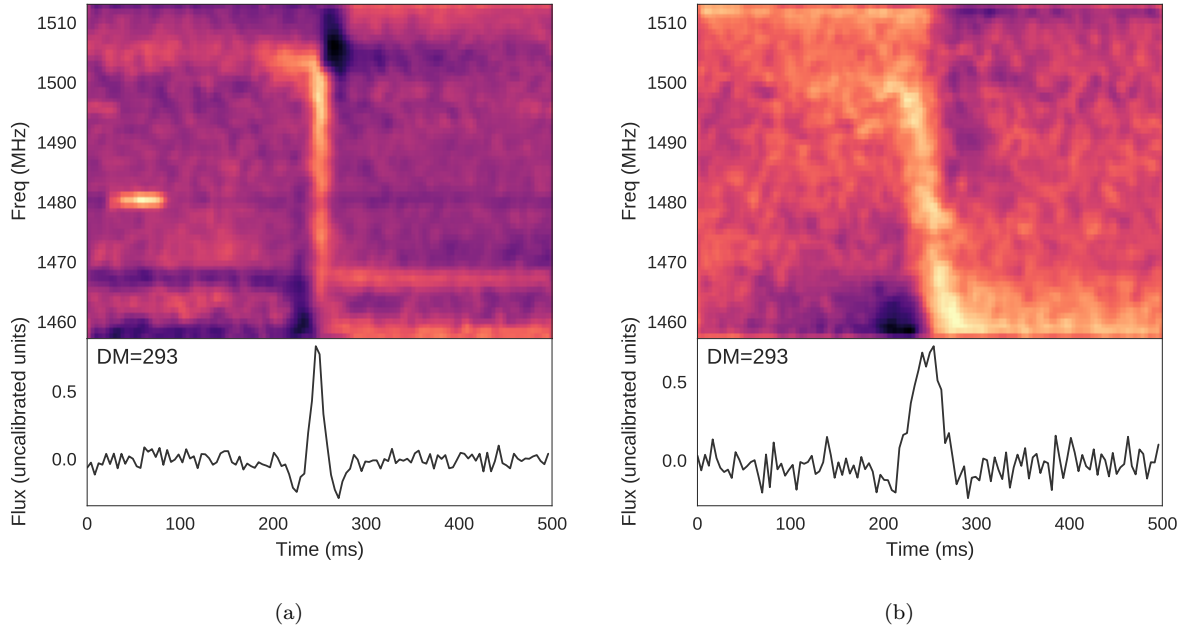 1510
1500
1490
1480
1470
1460
Freq (MHz)
DM=293
0.5
0.0
Flux (uncalibrated units)
0 100 200 300 400 500
Time (ms)
(a)
1510
1500
1490
1480
1470
1460
Freq (MHz)
DM=293
0.5
0.0
Flux (uncalibrated units)
0 100 200 300 400 500
Time (ms)
(b)